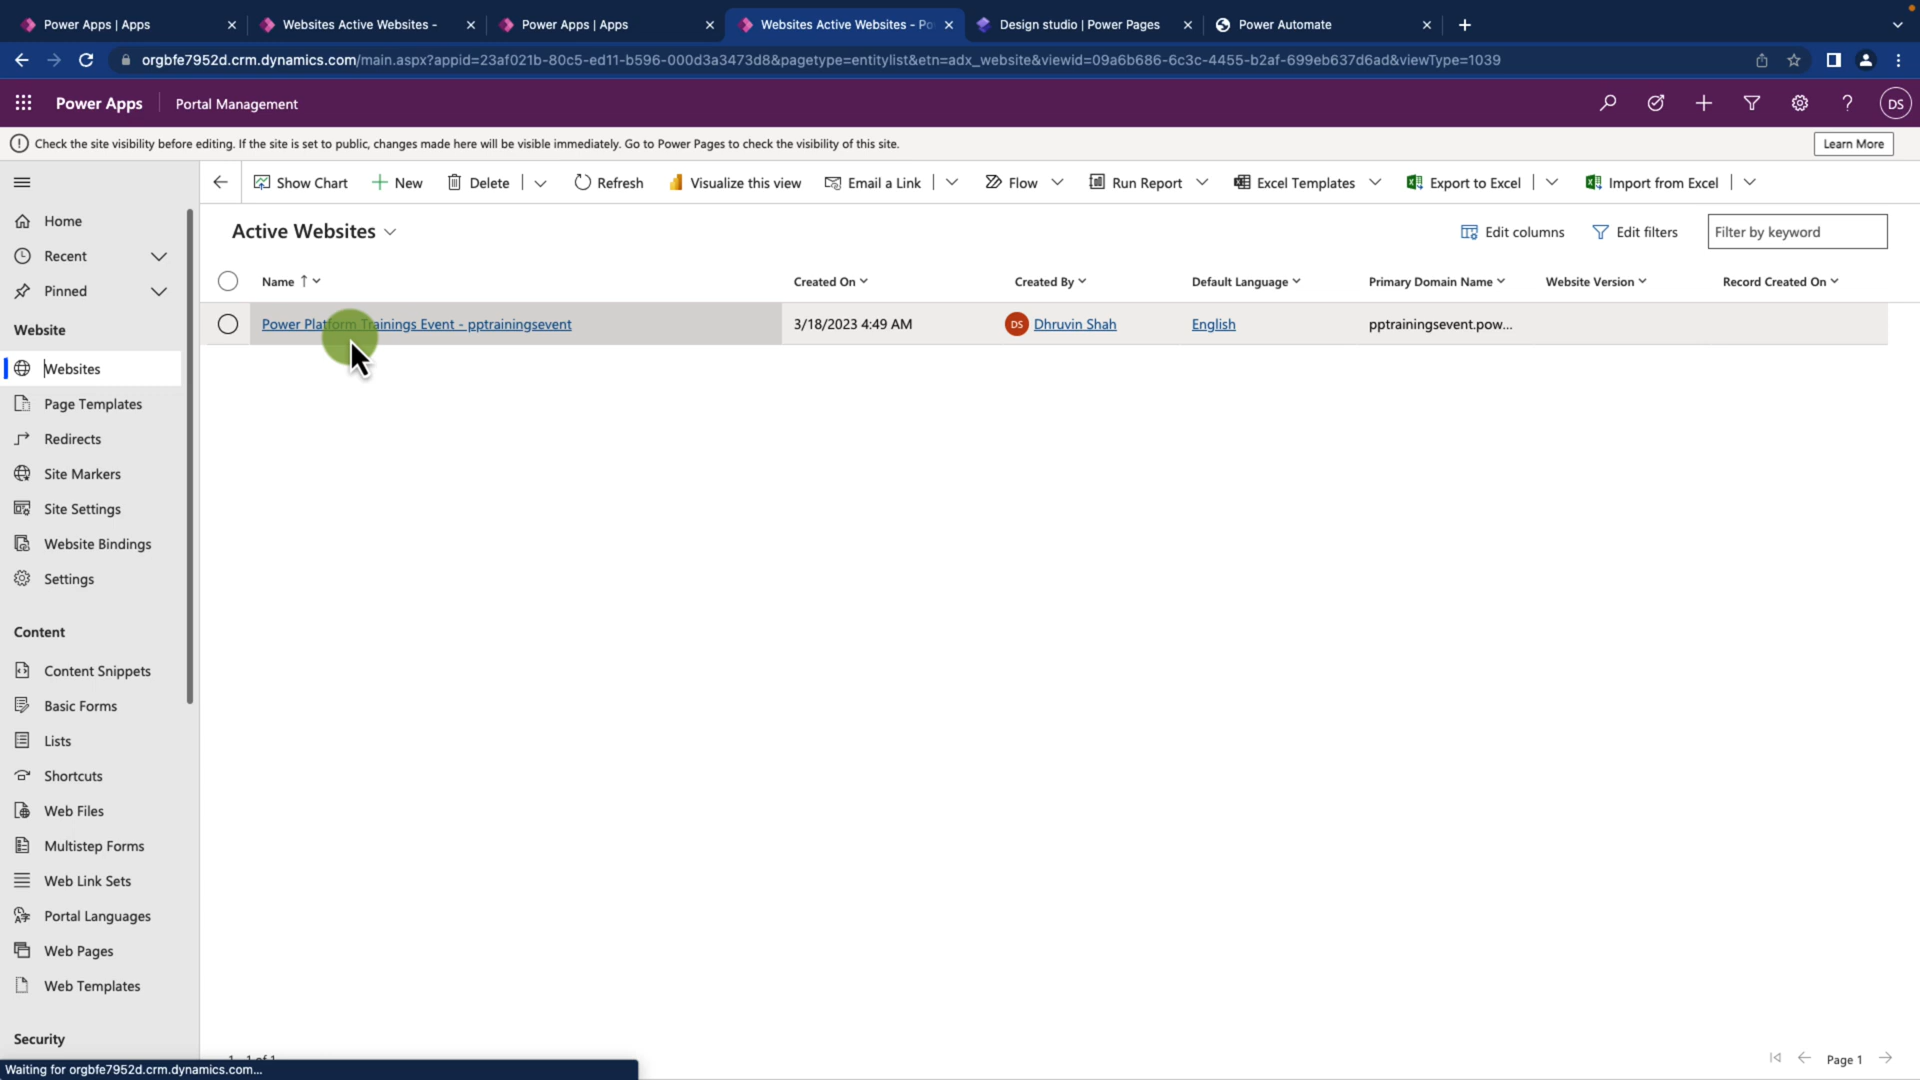 Power Apps | Apps
Websites Active Websites -
Power Apps | Apps
Websites Active Websites - Po
Design studio | Power Pages
Power Automate
orgbfe7952d.crm.dynamics.com/main.aspx?appid=23af021b-80c5-ed11-b596-000d3a3473d8&pagetype=entitylist&etn=adx_website&viewid=09a6b686-6c3c-4455-b2af-699eb637d6ad&viewType=1039
Power Apps
Portal Management
DS
Check the site visibility before editing. If the site is set to public, changes made here will be visible immediately. Go to Power Pages to check the visibility of this site.
Learn More
Show Chart
New
Delete
Refresh
Visualize this view
Email a Link
Flow
Run Report
Excel Templates
Export to Excel
Import from Excel
Home
Recent
Pinned
Website
Websites
Page Templates
Redirects
Site Markers
Site Settings
Website Bindings
Settings
Content
Content Snippets
Basic Forms
Lists
Shortcuts
Web Files
Multistep Forms
Web Link Sets
Portal Languages
Web Pages
Web Templates
Security
Active Websites
Edit columns
Edit filters
Filter by keyword
Name
Created On
Created By
Default Language
Primary Domain Name
Website Version
Record Created On
Power Platform Trainings Event - pptrainingsevent
3/18/2023 4:49 AM
DS
Dhruvin Shah
English
pptrainingsevent.pow...
1 - 1 of 1
Page 1
Waiting for orgbfe7952d.crm.dynamics.com...